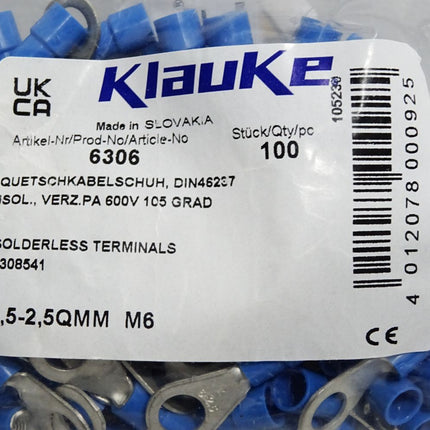 UK
CA
Klauke
Made in SLOVAKIA
Artikel-Nr/Prod-No/Article-No
6306
Stück/Qty/pc
100
105230
4 012078 000925
QUETSCHKABELSCHUH, DIN46237
ISOL., VERZ.PA 600V 105 GRAD
SOLDERLESS TERMINALS
308541
,5-2,5QMM M6
CE